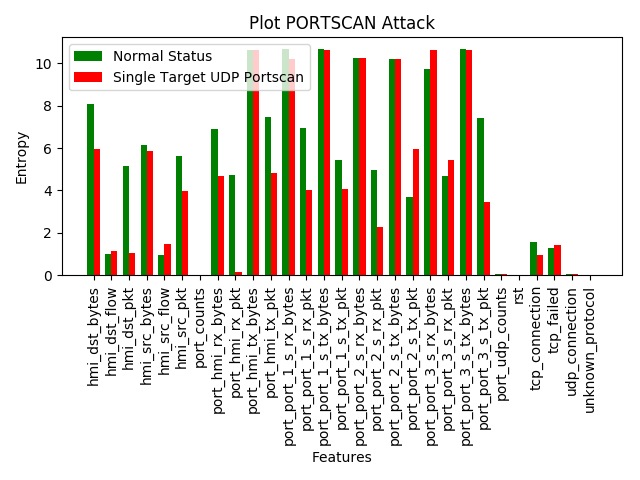 Plot PORTSCAN Attack
Normal Status
Single Target UDP Portscan
Entropy
10
8
6
4
2
0
hmi_dst_bytes
hmi_dst_flow
hmi_dst_pkt
hmi_src_bytes
hmi_src_flow
hmi_src_pkt
port_counts
port_hmi_rx_bytes
port_hmi_rx_pkt
port_hmi_tx_bytes
port_hmi_tx_pkt
port_port_1_s_rx_bytes
port_port_1_s_rx_pkt
port_port_1_s_tx_bytes
port_port_1_s_tx_pkt
port_port_2_s_rx_bytes
port_port_2_s_rx_pkt
port_port_2_s_tx_bytes
port_port_2_s_tx_pkt
port_port_3_s_rx_bytes
port_port_3_s_rx_pkt
port_port_3_s_tx_bytes
port_port_3_s_tx_pkt
port_udp_counts
rst
tcp_connection
tcp_failed
udp_connection
unknown_protocol
Features